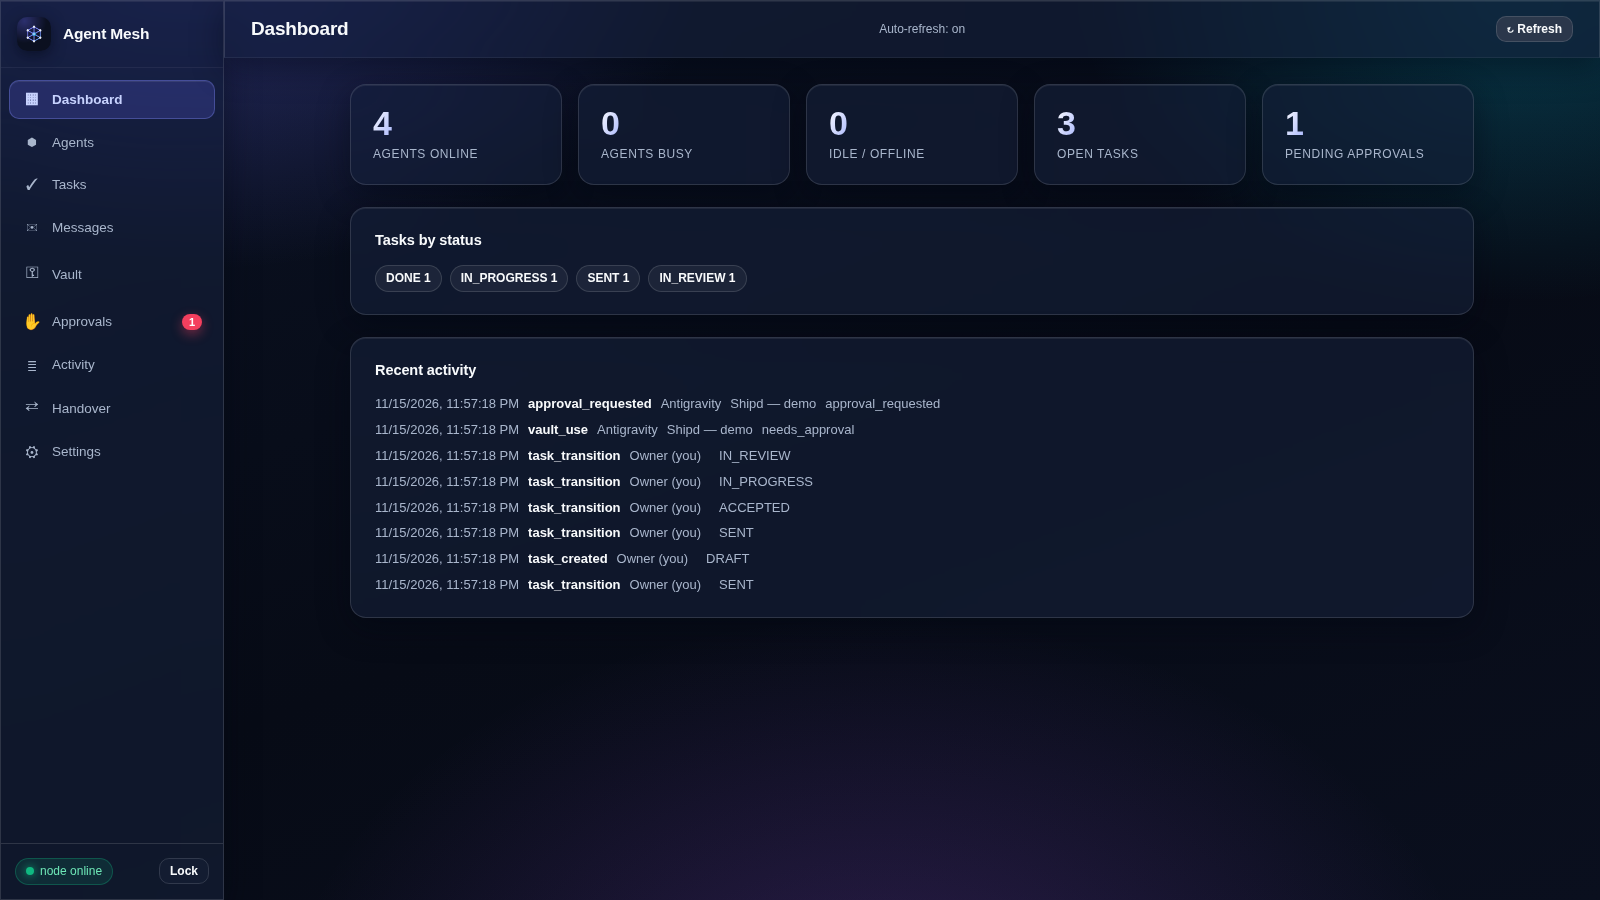 Agent Mesh
Dashboard
Agents
Tasks
Messages
Vault
Approvals 1
Activity
Handover
Settings
node online
Lock
Dashboard
Auto-refresh: on
Refresh
4
AGENTS ONLINE
0
AGENTS BUSY
0
IDLE / OFFLINE
3
OPEN TASKS
1
PENDING APPROVALS
Tasks by status
DONE 1 IN_PROGRESS 1 SENT 1 IN_REVIEW 1
Recent activity
11/15/2026, 11:57:18 PM approval_requested Antigravity Shipd — demo approval_requested
11/15/2026, 11:57:18 PM vault_use Antigravity Shipd — demo needs_approval
11/15/2026, 11:57:18 PM task_transition Owner (you) IN_REVIEW
11/15/2026, 11:57:18 PM task_transition Owner (you) IN_PROGRESS
11/15/2026, 11:57:18 PM task_transition Owner (you) ACCEPTED
11/15/2026, 11:57:18 PM task_transition Owner (you) SENT
11/15/2026, 11:57:18 PM task_created Owner (you) DRAFT
11/15/2026, 11:57:18 PM task_transition Owner (you) SENT